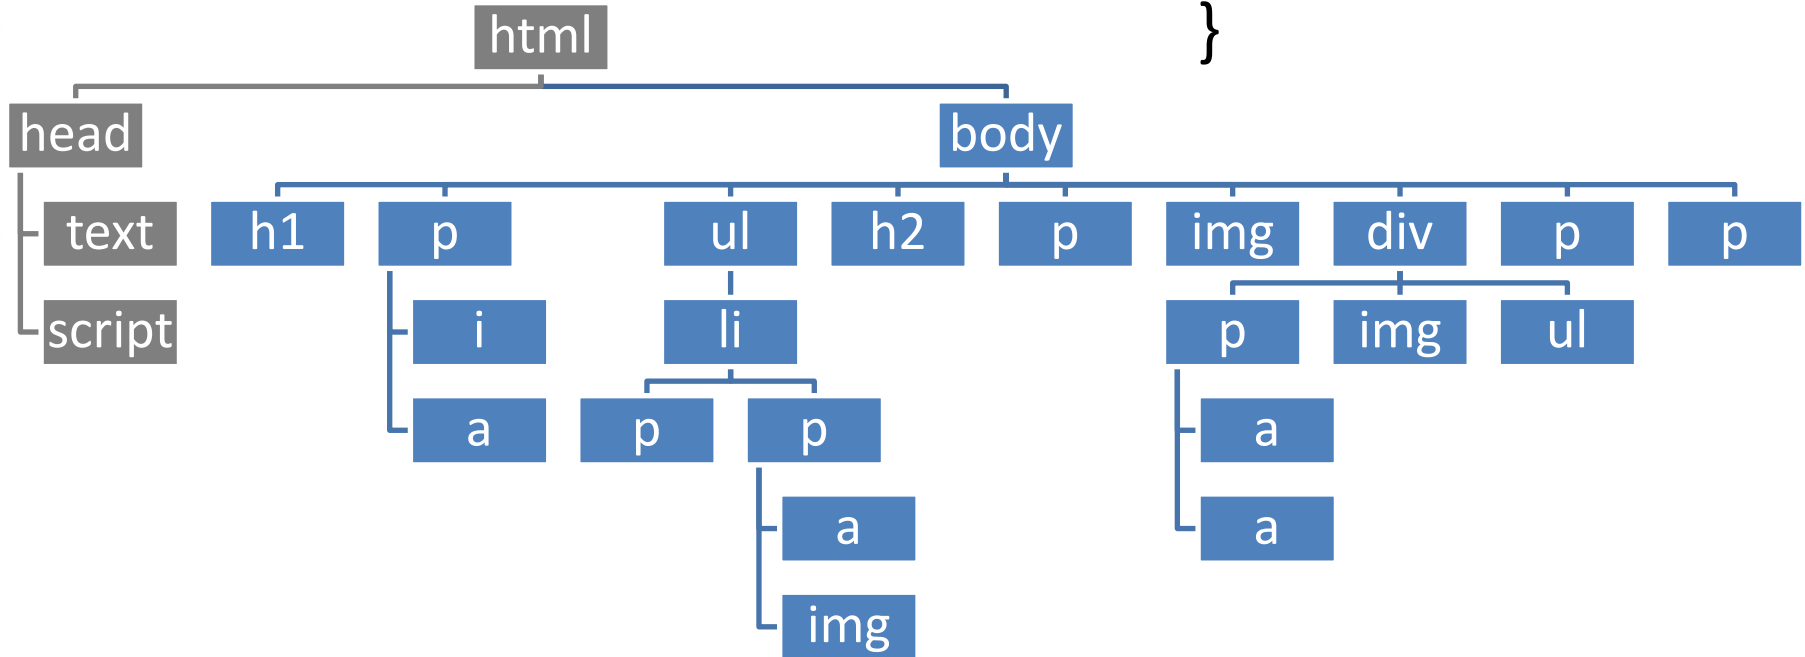 html }
head body
text h1 p ul h2 p img div p p
script i li p img ul
a p p a
a a
img